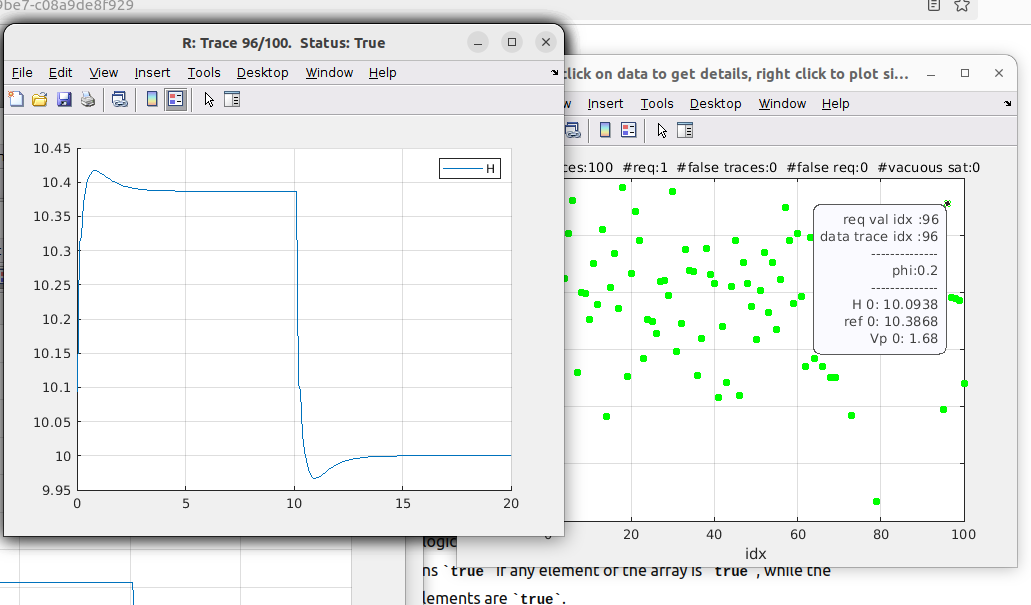 9be7-c08a9de8f929
R: Trace 96/100. Status: True
File Edit View Insert Tools Desktop Window Help
H
10.45
10.4
10.35
10.3
10.25
10.2
10.15
10.1
10.05
10
9.95
0 5 10 15 20
click on data to get details, right click to plot si...
w Insert Tools Desktop Window Help
ces:100 #req:1 #false traces:0 #false req:0 #vacuous sat:0
req val idx :96
data trace idx :96
--------------
phi:0.2
--------------
H 0: 10.0938
ref 0: 10.3868
Vp 0: 1.68
20 40 60 80 100
idx
logic
ns `true` if any element of the array is `true`, while the
lements are `true`.